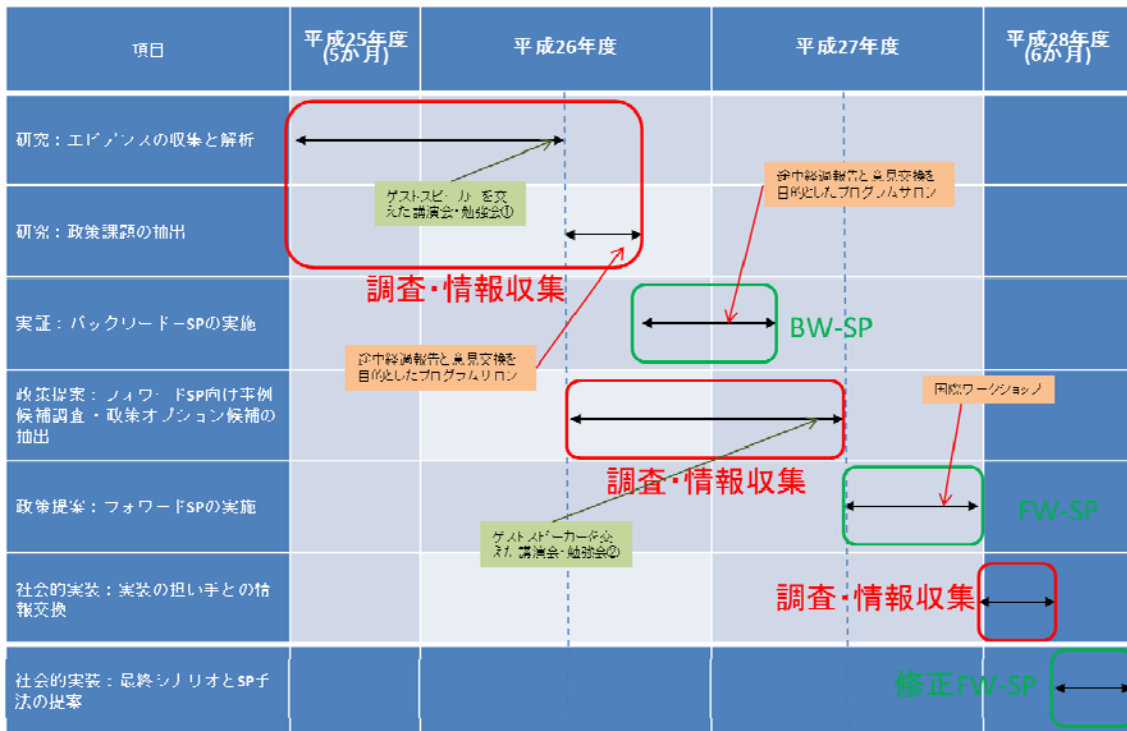 項目
平成25年度
(5か月)
平成26年度
平成27年度
平成28年度
(6か月)
研究：エビデンスの収集と解析
ゲストスピーカーを交
えた講演会・勉強会①
途中経過報告と意見交換を
目的としたプログラムサロン
研究：政策課題の抽出
調査・情報収集
実証：バックワードーSPの実施
BW-SP
途中経過報告と意見交換を
目的としたプログラムサロン
政策提案：フォワードSP向け事例
候補調査・政策オプション候補の
抽出
国際ワークショップ
調査・情報収集
政策提案：フォワードSPの実施
FW-SP
ゲストスピーカーを交
えた講演会・勉強会②
社会的実装：実装の担い手との情
報交換
調査・情報収集
社会的実装：最終シナリオとSP手
法の提案
修正FW-SP